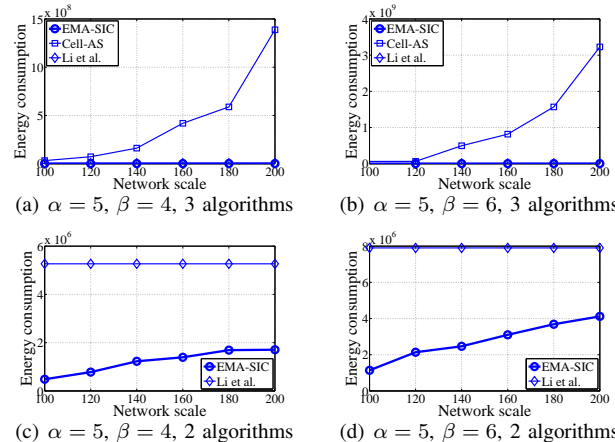 x 10^8
15
10
5
0
100 120 140 160 180 200
Network scale
Energy consumption
EMA-SIC
Cell-AS
Li et al.
(a) α = 5, β = 4, 3 algorithms
x 10^9
4
3
2
1
0
100 120 140 160 180 200
Network scale
Energy consumption
EMA-SIC
Cell-AS
Li et al.
(b) α = 5, β = 6, 3 algorithms
x 10^6
6
4
2
0
100 120 140 160 180 200
Network scale
Energy consumption
EMA-SIC
Li et al.
(c) α = 5, β = 4, 2 algorithms
x 10^6
8
6
4
2
0
100 120 140 160 180 200
Network scale
Energy consumption
EMA-SIC
Li et al.
(d) α = 5, β = 6, 2 algorithms